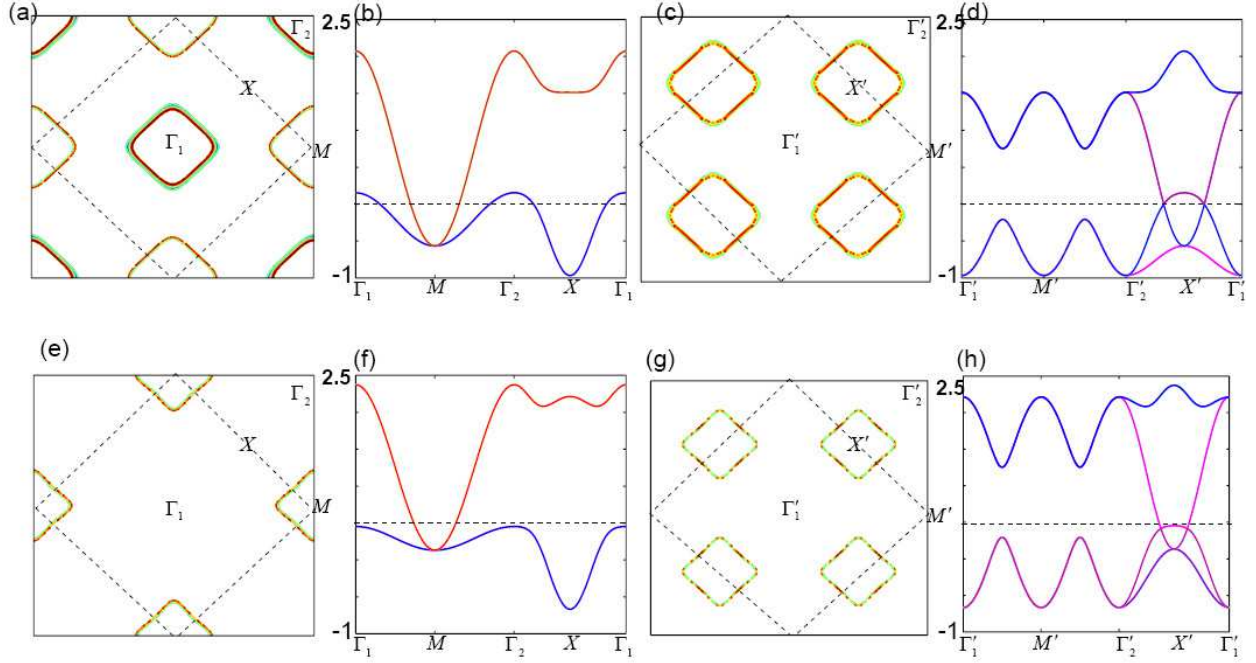 (a) (b) (c) (d)
Γ₂ 2.5 Γ′₂ 2.5
X X′
Γ₁ M Γ′₁ M′
-1 -1
Γ₁ M Γ₂ X Γ₁ Γ′₁ M′ Γ′₂ X′ Γ′₁
(e) (f) (g) (h)
Γ₂ 2.5 Γ′₂ 2.5
X X′
Γ₁ M Γ′₁ M′
-1 -1
Γ₁ M Γ₂ X Γ₁ Γ′₁ M′ Γ′₂ X′ Γ′₁